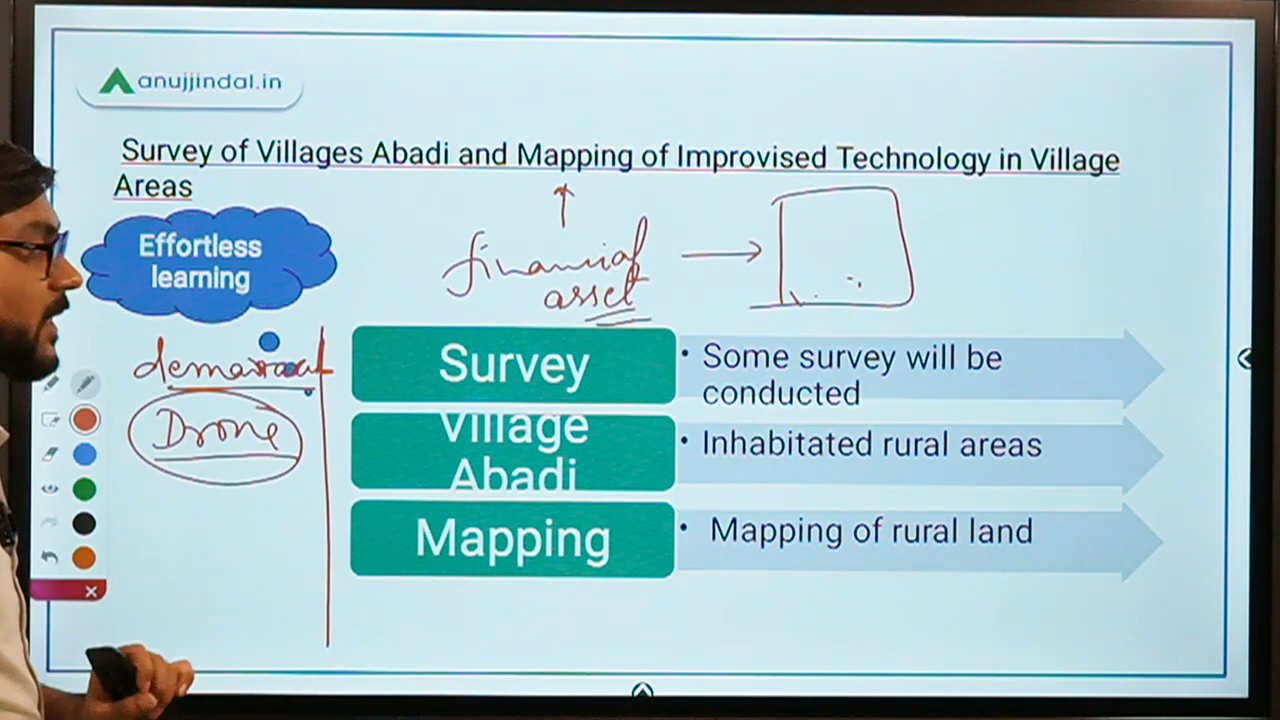 anujjindal.in
Survey of Villages Abadi and Mapping of Improvised Technology in Village
Areas
Effortless
learning
financial
asset
Drone
Survey
• Some survey will be
conducted
Village
Abadi
• Inhabitated rural areas
Mapping
• Mapping of rural land